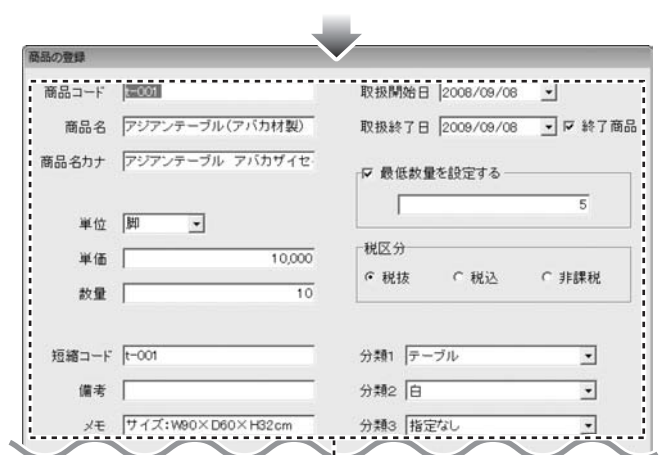 商品の登録
商品コード t-001
商品名 アジアンテーブル(アバカ材製)
商品名カナ アジアンテーブル アバカザイセ
単位 脚
単価 10,000
数量 10
短縮コード t-001
備考
メモ サイズ:W90×D60×H32cm
取扱開始日 2008/09/08
取扱終了日 2009/09/08 終了商品
最低数量を設定する
5
税区分
税抜 税込 非課税
分類1 テーブル
分類2 白
分類3 指定なし